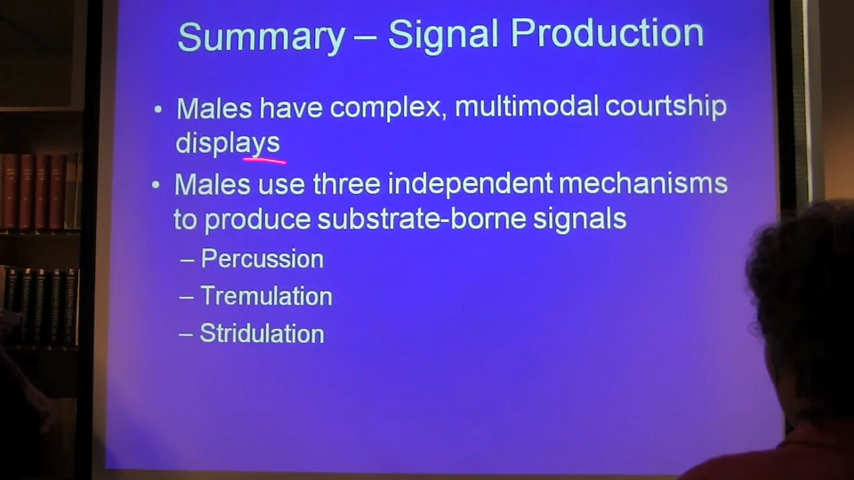 Summary – Signal Production
• Males have complex, multimodal courtship
displays
• Males use three independent mechanisms
to produce substrate-borne signals
– Percussion
– Tremulation
– Stridulation